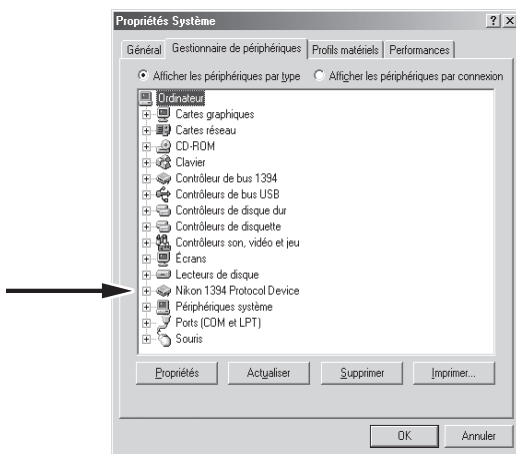 Propriétés Système
Général Gestionnaire de périphériques Profils matériels Performances
Afficher les périphériques par type Afficher les périphériques par connexion
Ordinateur
Cartes graphiques
Cartes réseau
CD-ROM
Clavier
Contrôleur de bus 1394
Contrôleurs de bus USB
Contrôleurs de disque dur
Contrôleurs de disquette
Contrôleurs son, vidéo et jeu
Écrans
Lecteurs de disque
Nikon 1394 Protocol Device
Périphériques système
Ports (COM et LPT)
Souris
Propriétés Actualiser Supprimer Imprimer...
OK Annuler